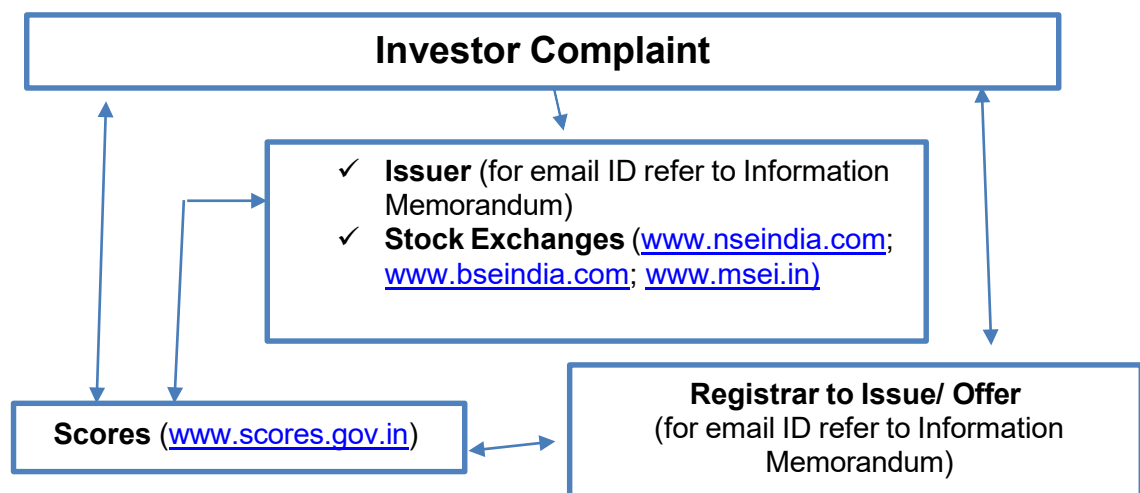 Investor Complaint
✓ Issuer (for email ID refer to Information
Memorandum)
✓ Stock Exchanges (www.nseindia.com;
www.bseindia.com; www.msei.in)
Registrar to Issue/ Offer
(for email ID refer to Information
Memorandum)
Scores (www.scores.gov.in)